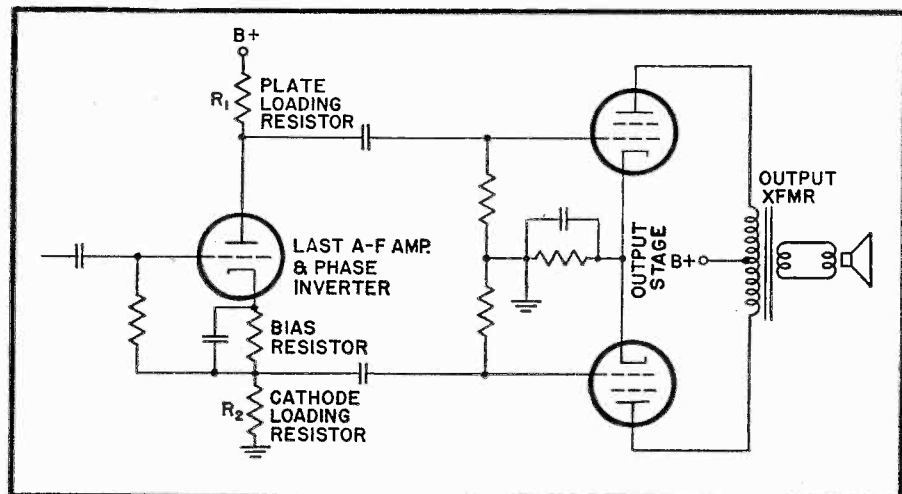 B+
R1
PLATE
LOADING
RESISTOR
LAST A-F AMP.
& PHASE
INVERTER
BIAS
RESISTOR
R2
CATHODE
LOADING
RESISTOR
OUTPUT
STAGE
B+
OUTPUT
XFMR